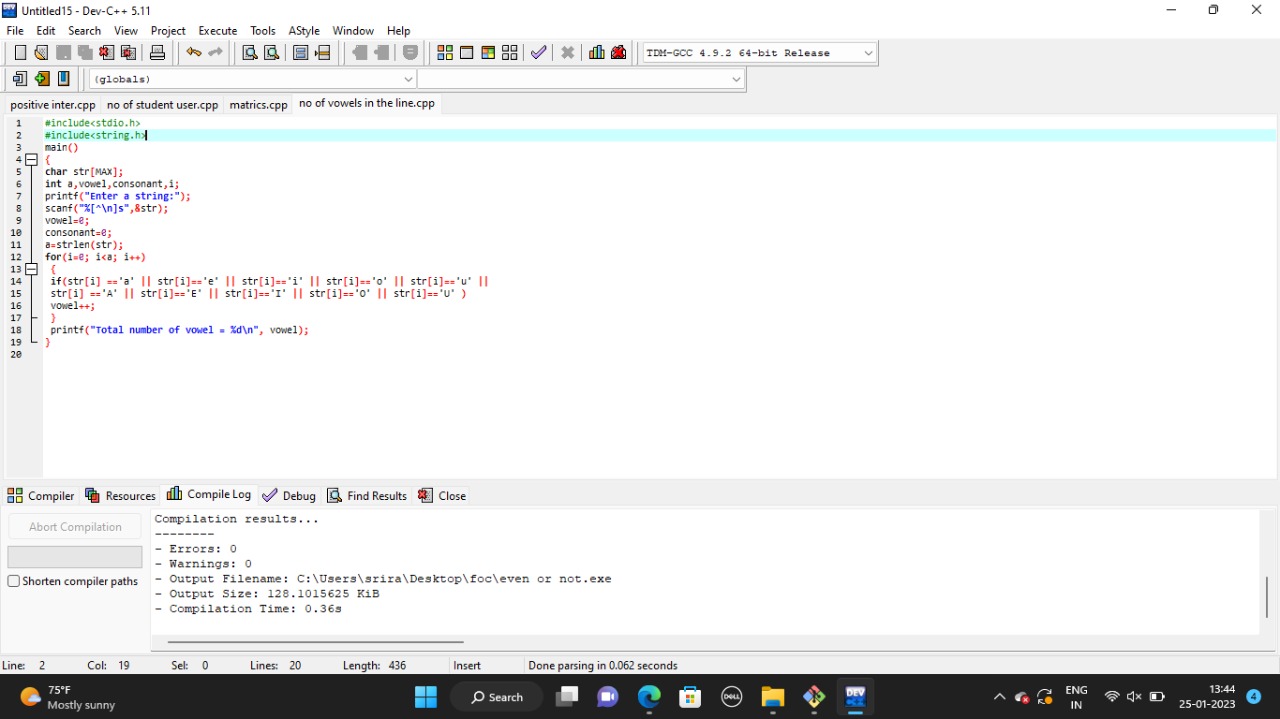 Untitled15 - Dev-C++ 5.11
File Edit Search View Project Execute Tools AStyle Window Help
TDM-GCC 4.9.2 64-bit Release
(globals)
positive inter.cpp no of student user.cpp matrics.cpp no of vowels in the line.cpp
1 #include<stdio.h>
2 #include<string.h>
3 main()
4 {
5 char str[MAX];
6 int a,vowel,consonant,i;
7 printf("Enter a string:");
8 scanf("%[^\n]s",&str);
9 vowel=0;
10 consonant=0;
11 a=strlen(str);
12 for(i=0; i<a; i++)
13 {
14 if(str[i] =='a' || str[i]=='e' || str[i]=='i' || str[i]=='o' || str[i]=='u' ||
15 str[i] =='A' || str[i]=='E' || str[i]=='I' || str[i]=='O' || str[i]=='U' )
16 vowel++;
17 }
18 printf("Total number of vowel = %d\n", vowel);
19 }
20
Compiler Resources Compile Log Debug Find Results Close
Abort Compilation
Shorten compiler paths
Compilation results...
--------
- Errors: 0
- Warnings: 0
- Output Filename: C:\Users\srira\Desktop\foc\even or not.exe
- Output Size: 128.1015625 KiB
- Compilation Time: 0.36s
Line: 2 Col: 19 Sel: 0 Lines: 20 Length: 436 Insert Done parsing in 0.062 seconds
75°F
Mostly sunny
Search
DELL
DEV
ENG
IN
13:44
25-01-2023
4